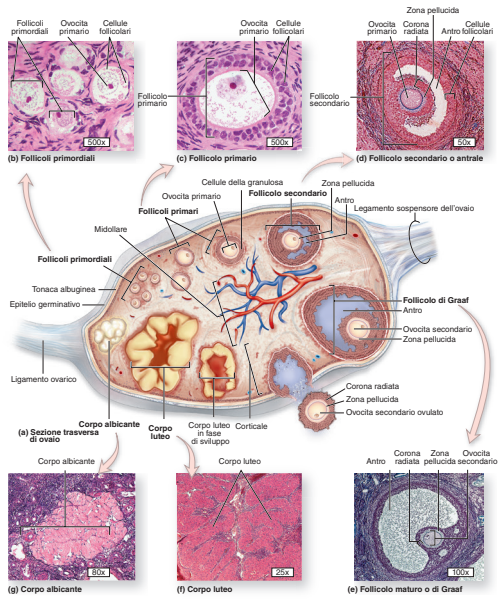 Follicoli
primordiali
Ovocita
primario
Cellule
follicolari
500x
(b) Follicoli primordiali
Ovocita
primario
Cellule
follicolari
Follicolo
primario
500x
(c) Follicolo primario
Zona pellucida
Ovocita
primario
Corona
radiata
Antro
Cellule
follicolari
Follicolo
secondario
50x
(d) Follicolo secondario o antrale
Cellule della granulosa
Zona pellucida
Ovocita primario
Follicolo secondario
Antro
Follicoli primari
Legamento sospensore dell'ovaio
Midollare
Follicoli primordiali
Tonaca albuginea
Epitelio germinativo
Follicolo di Graaf
Antro
Ovocita secondario
Zona pellucida
Ligamento ovarico
Corona radiata
Zona pellucida
Ovocita secondario ovulato
(a) Sezione trasversa
di ovaio
Corpo albicante
Corpo
luteo
Corpo luteo
in fase
di sviluppo
Corticale
Corpo albicante
80x
(g) Corpo albicante
Corpo luteo
25x
(f) Corpo luteo
Antro
Corona
radiata
Zona
pellucida
Ovocita
secondario
100x
(e) Follicolo maturo o di Graaf